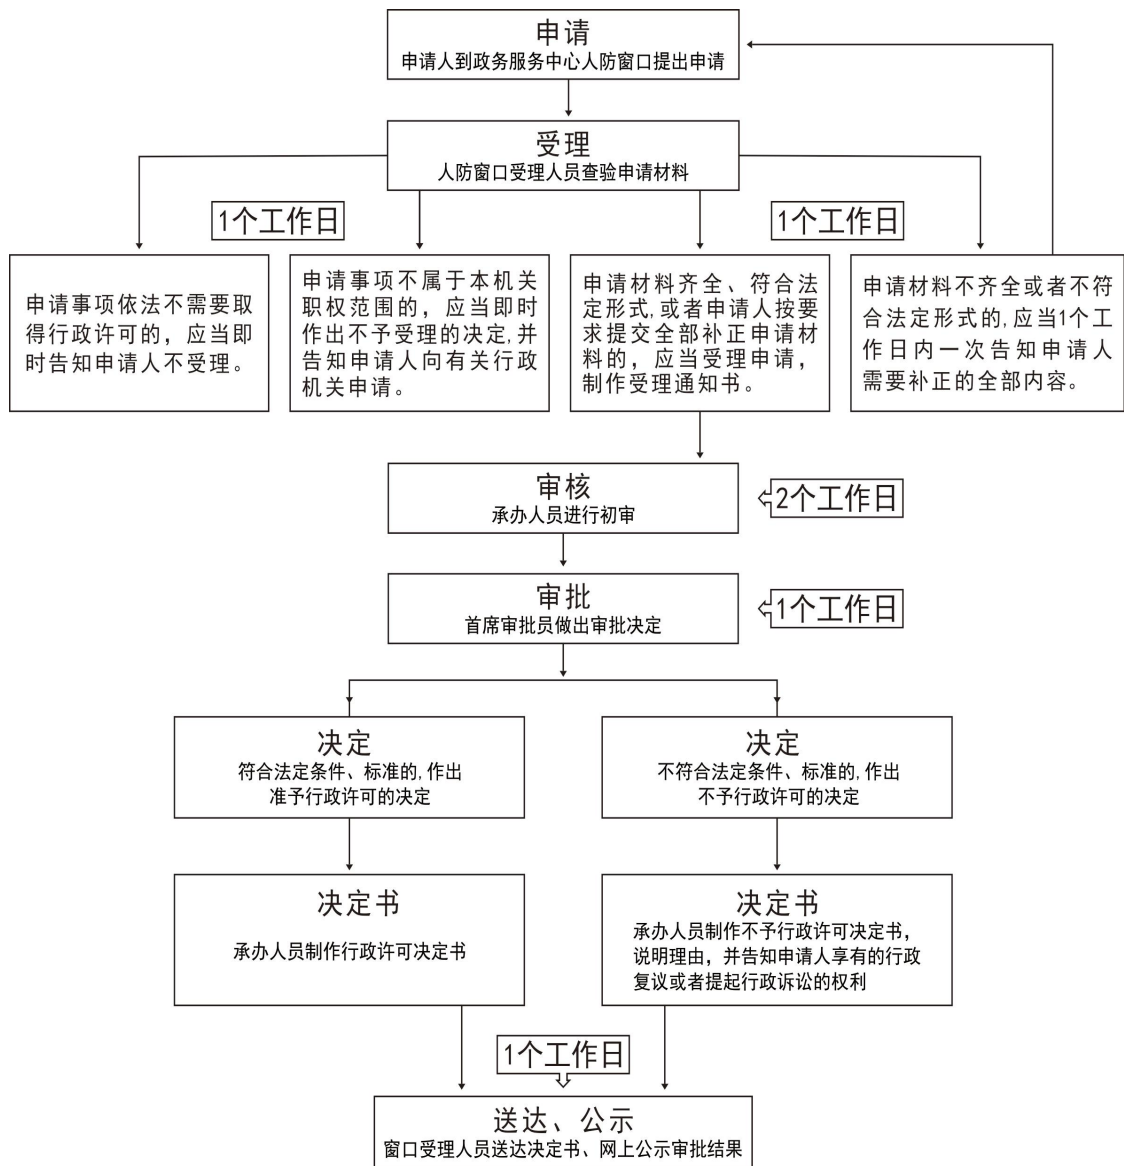 申请
申请人到政务服务中心人防窗口提出申请
受理
人防窗口受理人员查验申请材料
1个工作日
1个工作日
申请事项依法不需要取
得行政许可的，应当即
时告知申请人不受理。
申请事项不属于本机关
职权范围的，应当即时
作出不予受理的决定,并
告知申请人向有关行政
机关申请。
申请材料齐全、符合法
定形式,或者申请人按要
求提交全部补正申请材
料的，应当受理申请，
制作受理通知书。
申请材料不齐全或者不符
合法定形式的,应当1个工
作日内一次告知申请人
需要补正的全部内容。
审核
承办人员进行初审
2个工作日
审批
首席审批员做出审批决定
1个工作日
决定
符合法定条件、标准的,作出
准予行政许可的决定
决定
不符合法定条件、标准的,作出
不予行政许可的决定
决定书
承办人员制作行政许可决定书
决定书
承办人员制作不予行政许可决定书，
说明理由，并告知申请人享有的行政
复议或者提起行政诉讼的权利
1个工作日
送达、公示
窗口受理人员送达决定书、网上公示审批结果